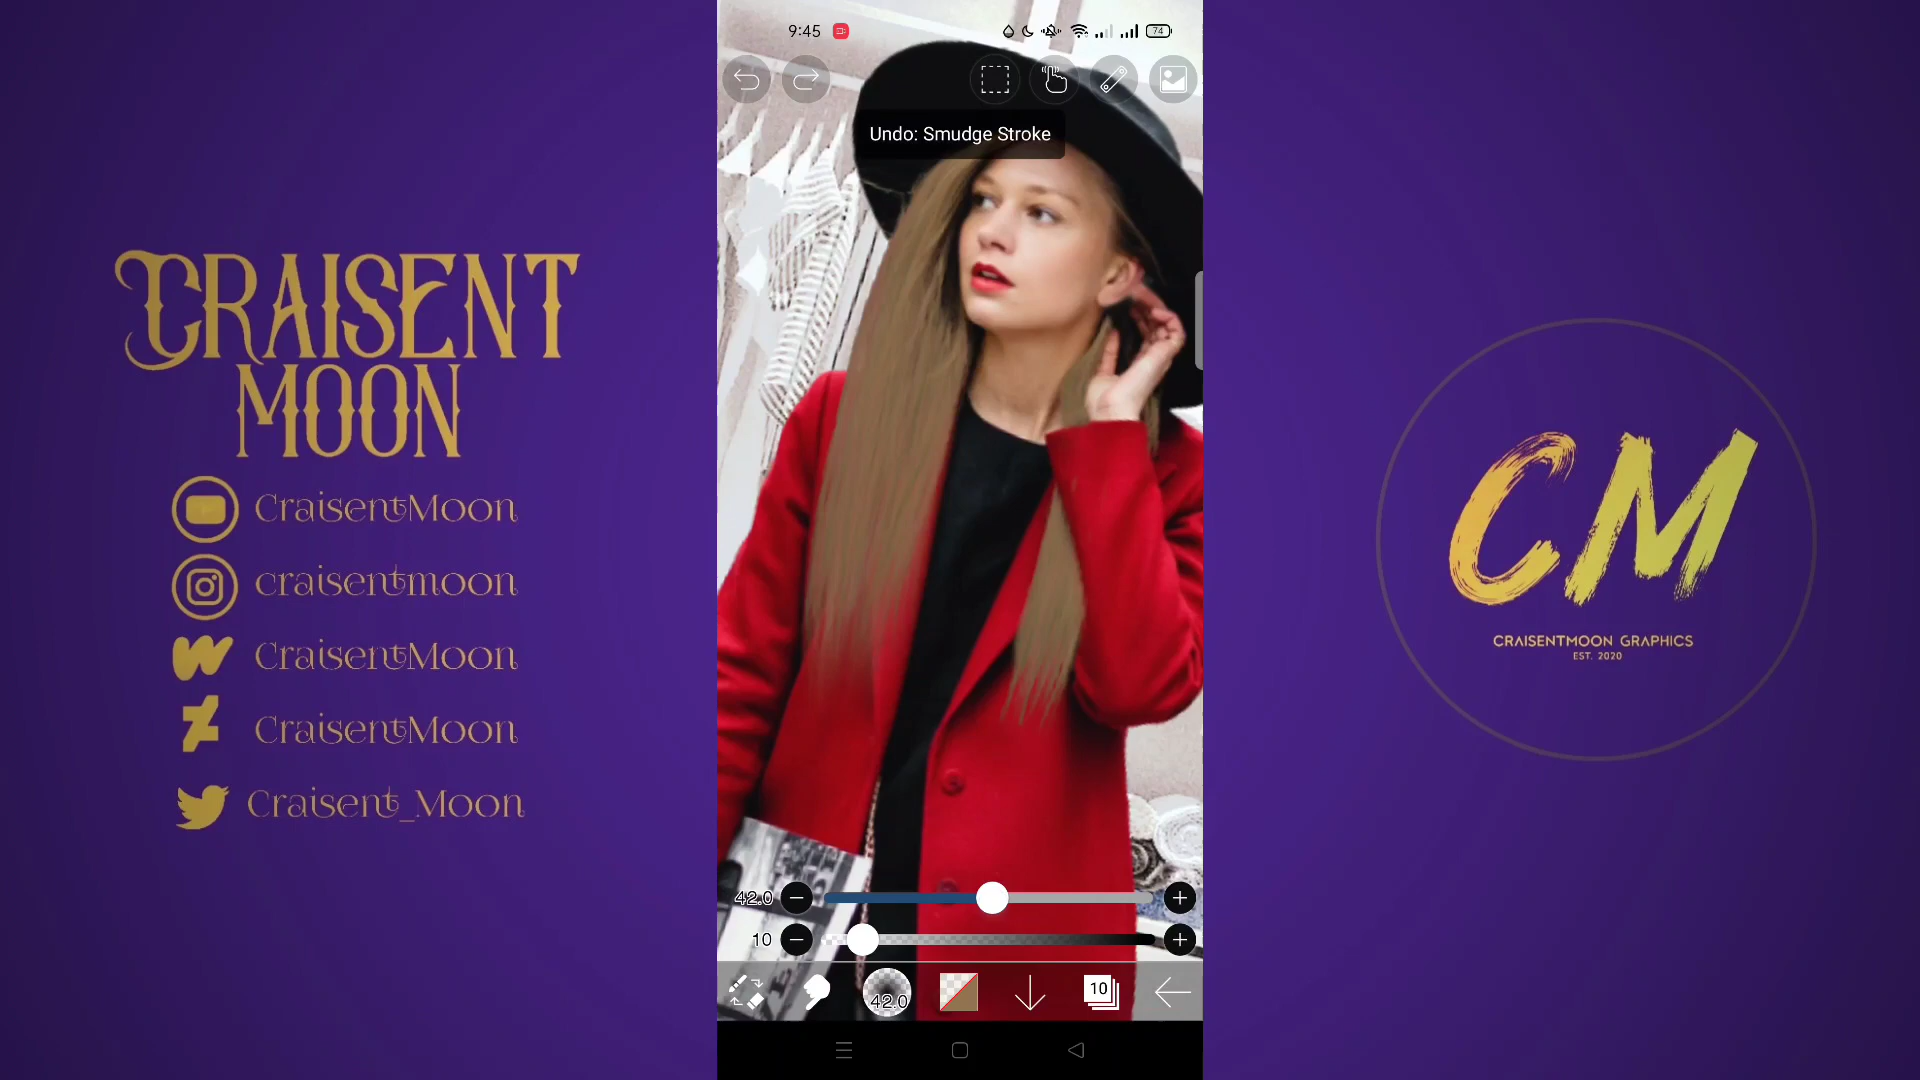 9:45
74
Undo: Smudge Stroke
CRAISENT
MOON
CraisentMoon
craisentmoon
CraisentMoon
CraisentMoon
Craisent_Moon
CM
CRAISENTMOON GRAPHICS
EST. 2020
42.0
10
42.0
10